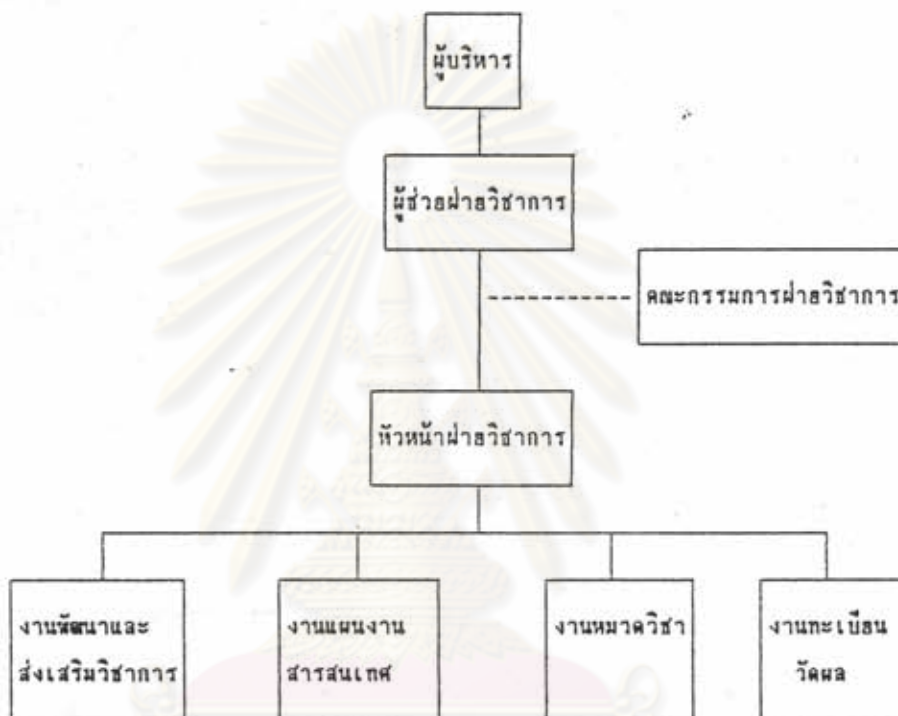 ผู้บริหาร
ผู้ช่วยฝ่ายวิชาการ
คณะกรรมการฝ่ายวิชาการ
หัวหน้าฝ่ายวิชาการ
งานพัฒนาและ
ส่งเสริมวิชาการ
งานแผนงาน
สารสนเทศ
งานหมวดวิชา
งานทะเบียน
วัดผล